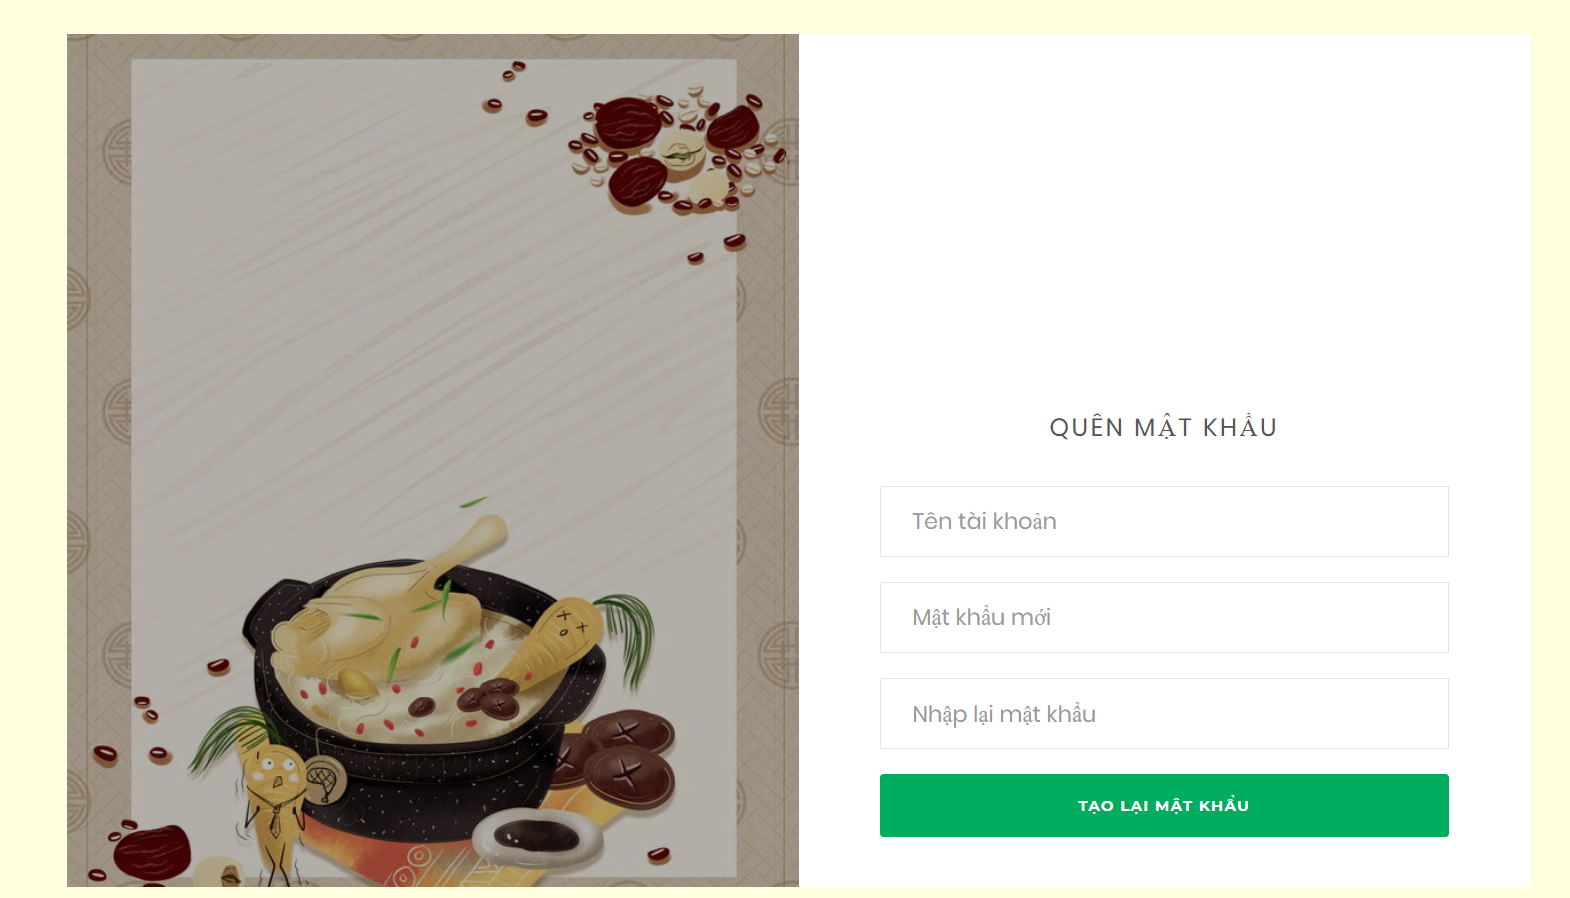 QUÊN MẬT KHẨU
Tên tài khoản
Mật khẩu mới
Nhập lại mật khẩu
TẠO LẠI MẬT KHẨU